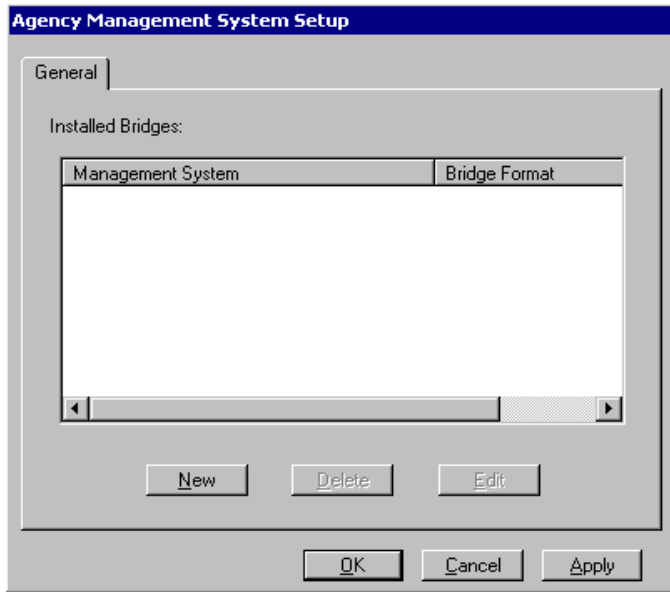 Agency Management System Setup
General
Installed Bridges:
Management System Bridge Format
New Delete Edit
OK Cancel Apply